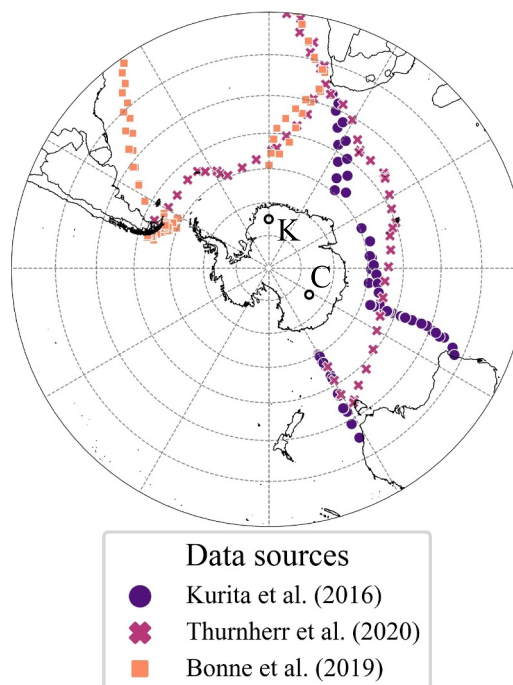 K
C
Data sources
Kurita et al. (2016)
Thurnherr et al. (2020)
Bonne et al. (2019)